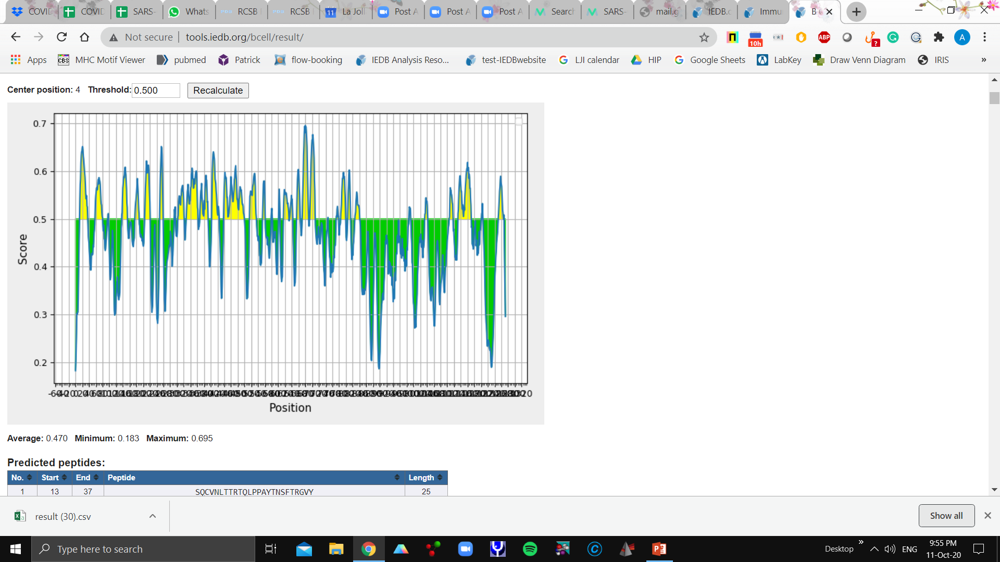 COVID
COVID
SARS-
Whats
RCSB
RCSB
11
La Joll
Post A
Post A
Post A
Search
SARS-
mail.g
IEDB.c
Immu
B
Not secure
tools.iedb.org/bcell/result/
10h
ABP
?
A
Apps
CBS
MHC Motif Viewer
pubmed
Patrick
flow-booking
IEDB Analysis Reso...
test-IEDBwebsite
LJI calendar
HIP
Google Sheets
LabKey
Draw Venn Diagram
IRIS
»
Center position: 4 Threshold: 0.500 Recalculate
0.7
0.6
0.5
0.4
0.3
0.2
Score
Position
Average: 0.470 Minimum: 0.183 Maximum: 0.695
Predicted peptides:
No. Start End Peptide Length
1 13 37 SQCVNLTTRTQLPPAYTNSFTRGVY 25
result (30).csv
Show all
Type here to search
Desktop
»
ENG
9:55 PM
11-Oct-20